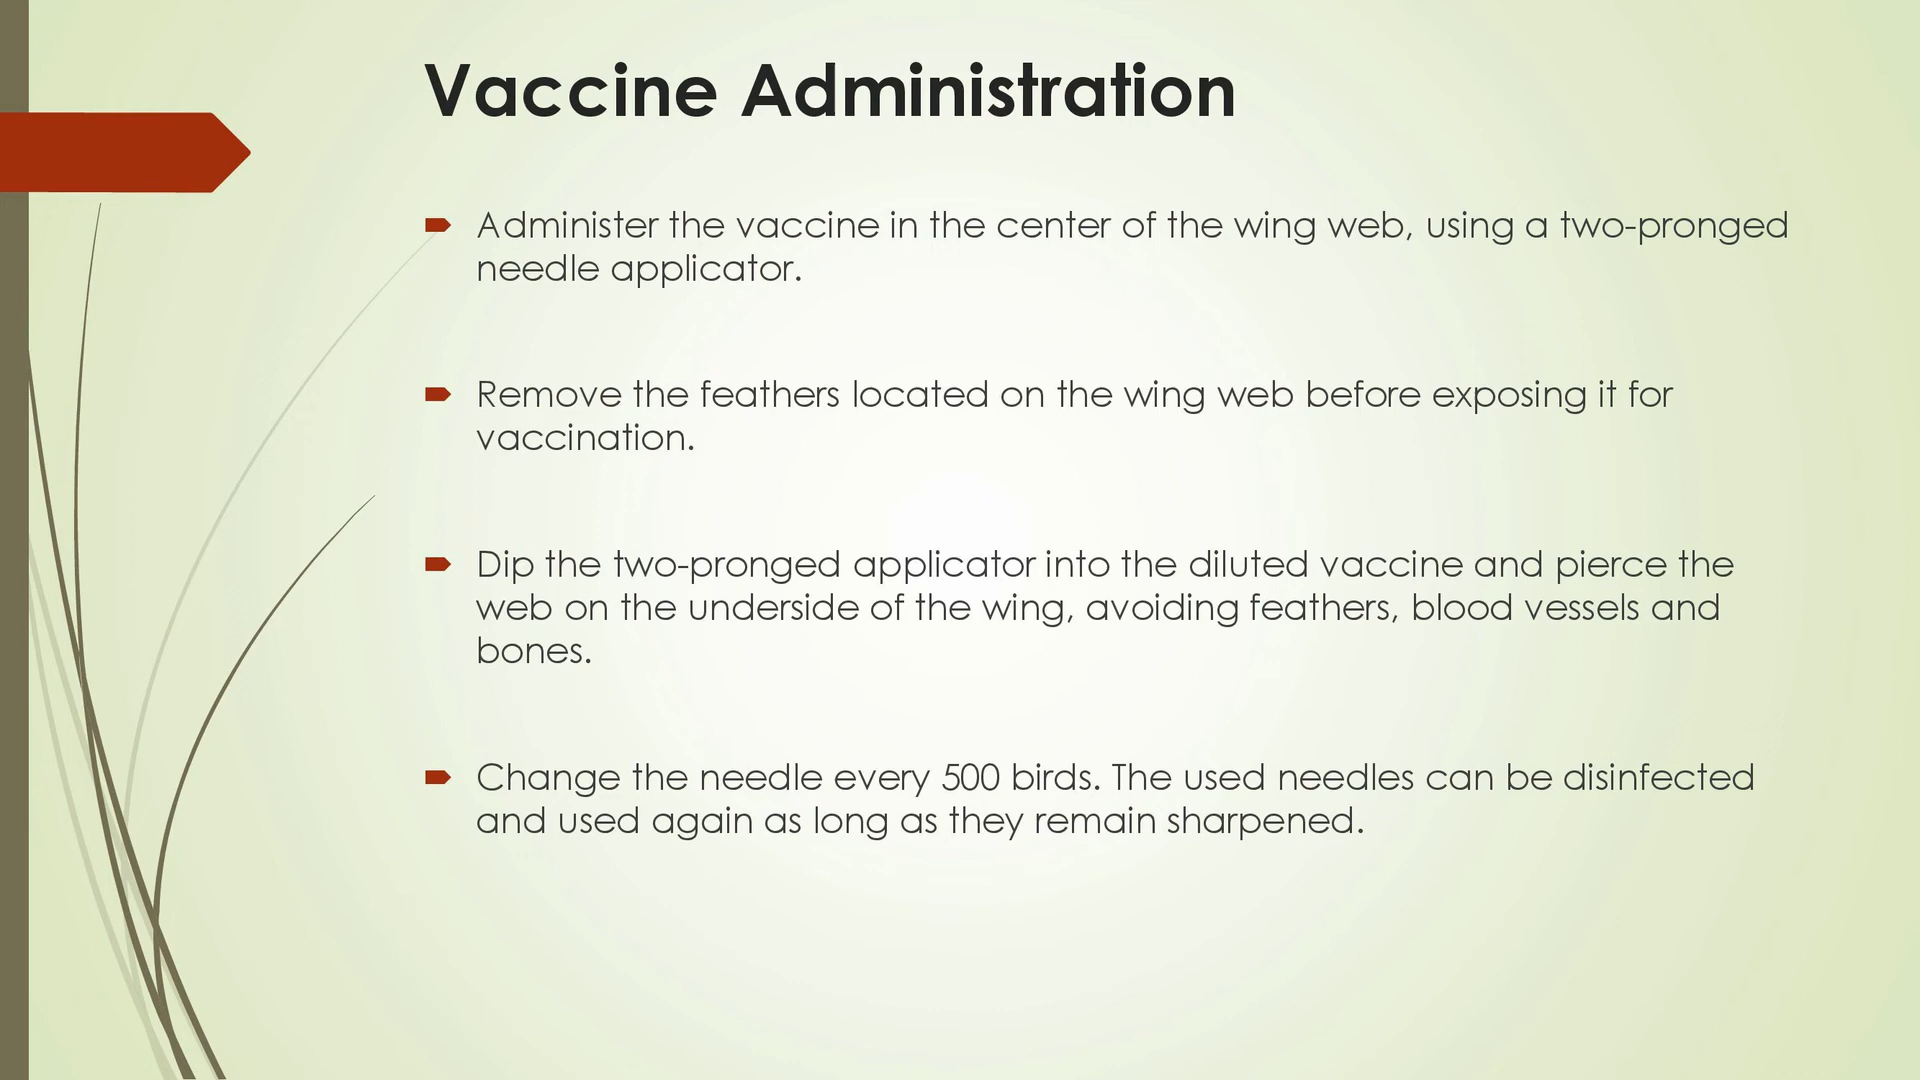 Vaccine Administration
Administer the vaccine in the center of the wing web, using a two-pronged
needle applicator.
Remove the feathers located on the wing web before exposing it for
vaccination.
Dip the two-pronged applicator into the diluted vaccine and pierce the
web on the underside of the wing, avoiding feathers, blood vessels and
bones.
Change the needle every 500 birds. The used needles can be disinfected
and used again as long as they remain sharpened.